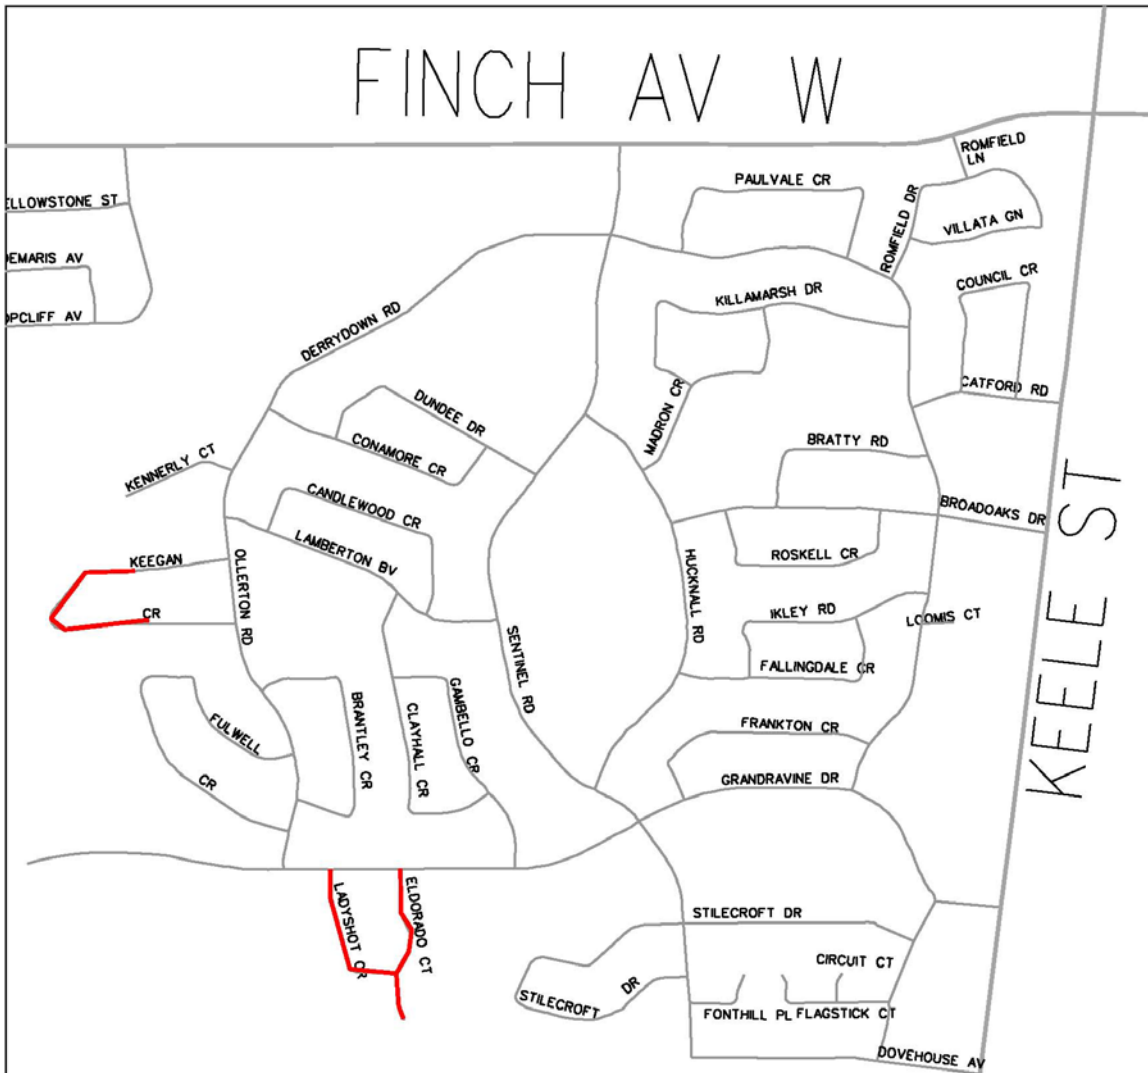 FINCH AV W
ROMFIELD
LN
PAULVALE CR
ELLOWSTONE ST
ROMFIELD DR
VILLATA GN
DEMARIS AV
COUNCIL CR
KILLAMARSH DR
OPCLIFF AV
DERRYDOWN RD
CATFORD RD
DUNDEE DR
MADRON CR
CONAMORE CR
BRATTY RD
KENNERLY CT
CANDLEWOOD CR
BROADOAKS DR
KEELE ST
LAMBERTON BV
KEEGAN
OLLERTON RD
ROSKELL CR
HUCKNALL RD
CR
IKLEY RD
LOOMIS CT
SENTINEL RD
FALLINGDALE CR
GAMBELLO CR
BRANTLEY CR
CLAYHALL CR
FULWELL
FRANKTON CR
CR
GRANDRAVINE DR
LADYSHOT CR
ELDORADO CT
STILECROFT DR
CIRCUIT CT
STILECROFT
DR
FONTHILL PL
FLAGSTICK CT
DOVEHOUSE AV